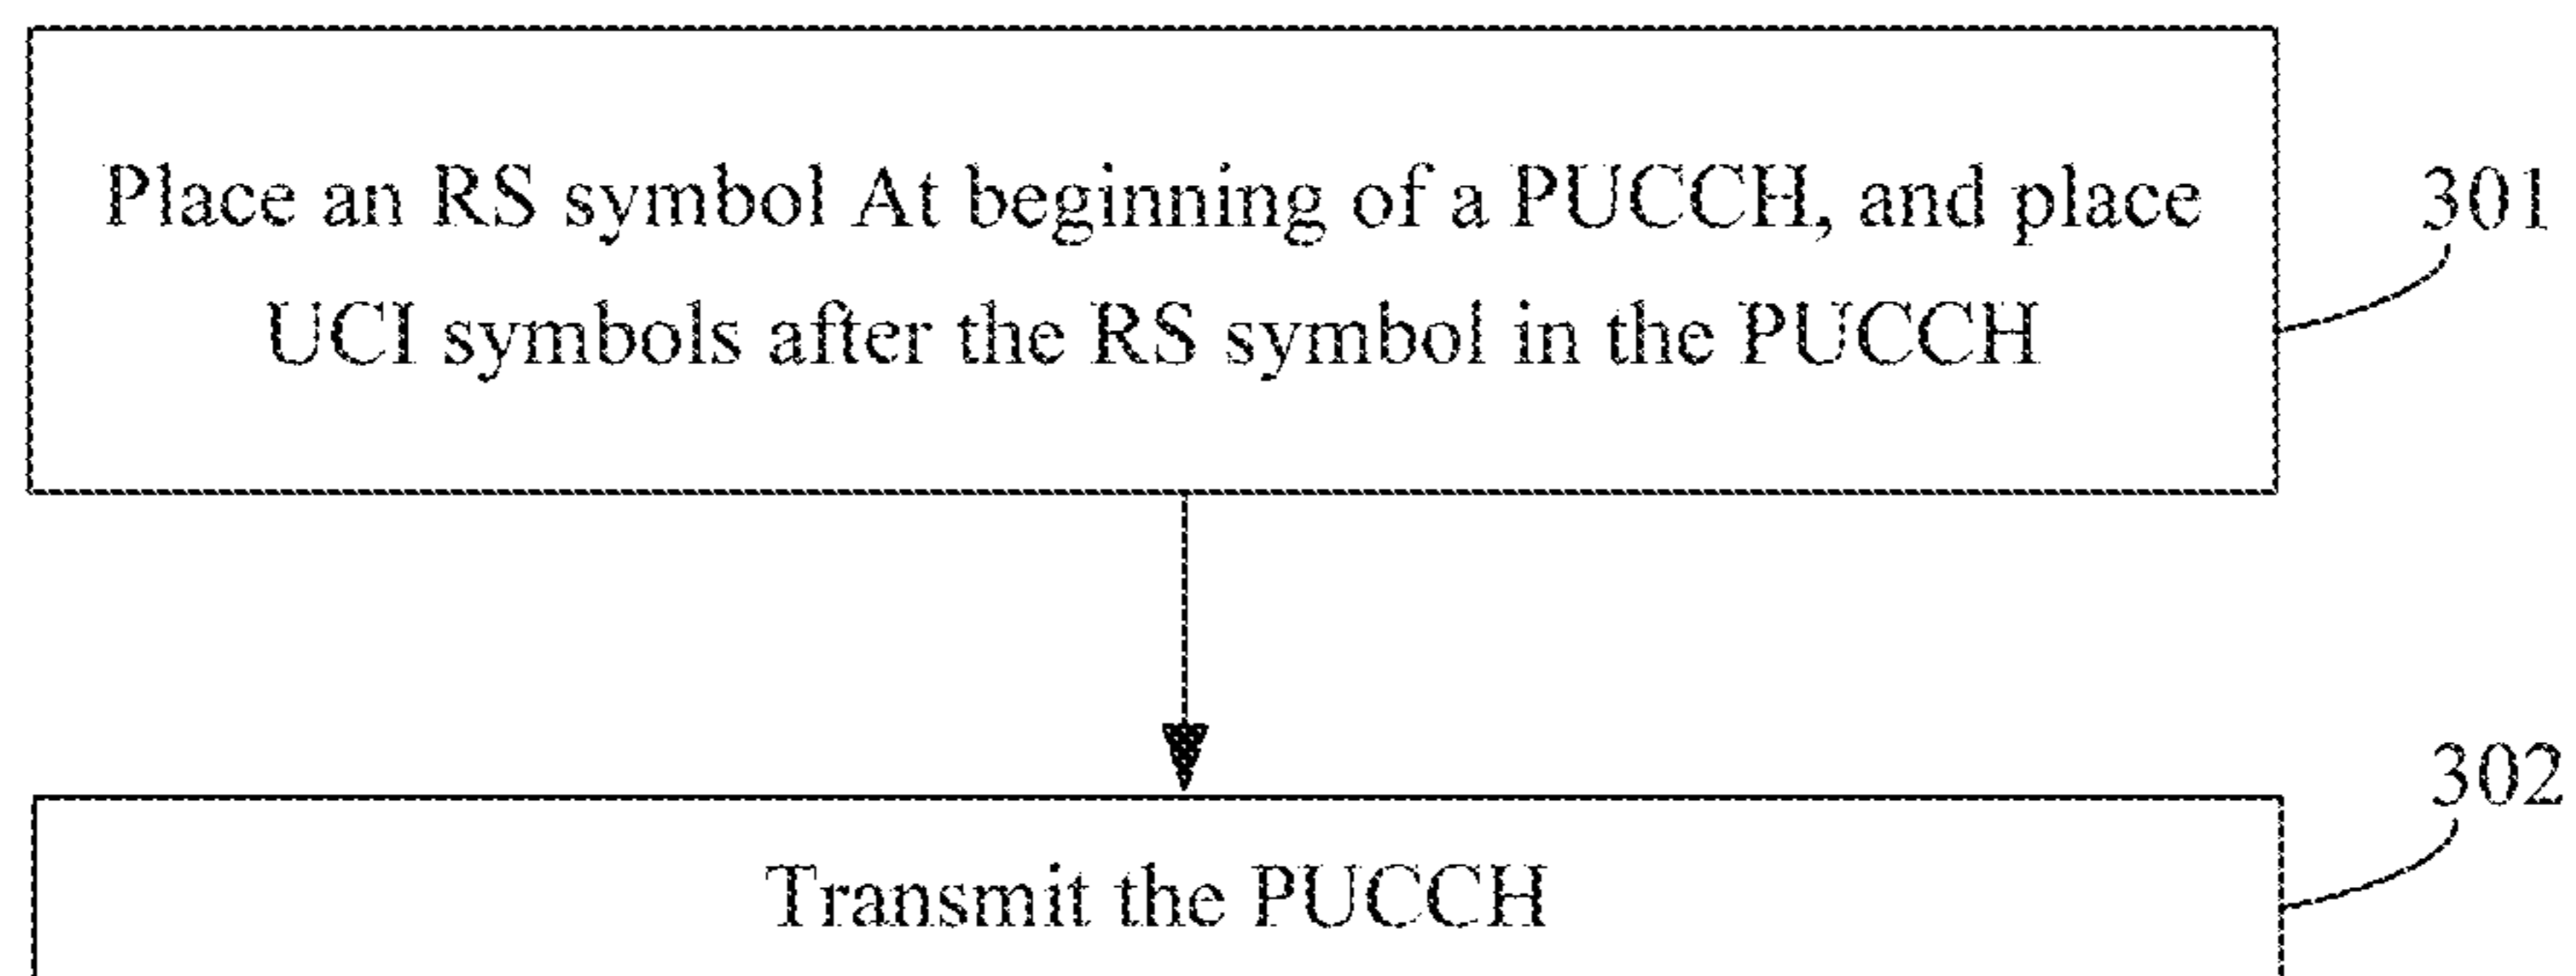 Place an RS symbol At beginning of a PUCCH, and place
301
UCI symbols after the RS symbol in the PUCCH
302
Transmit the PUCCH